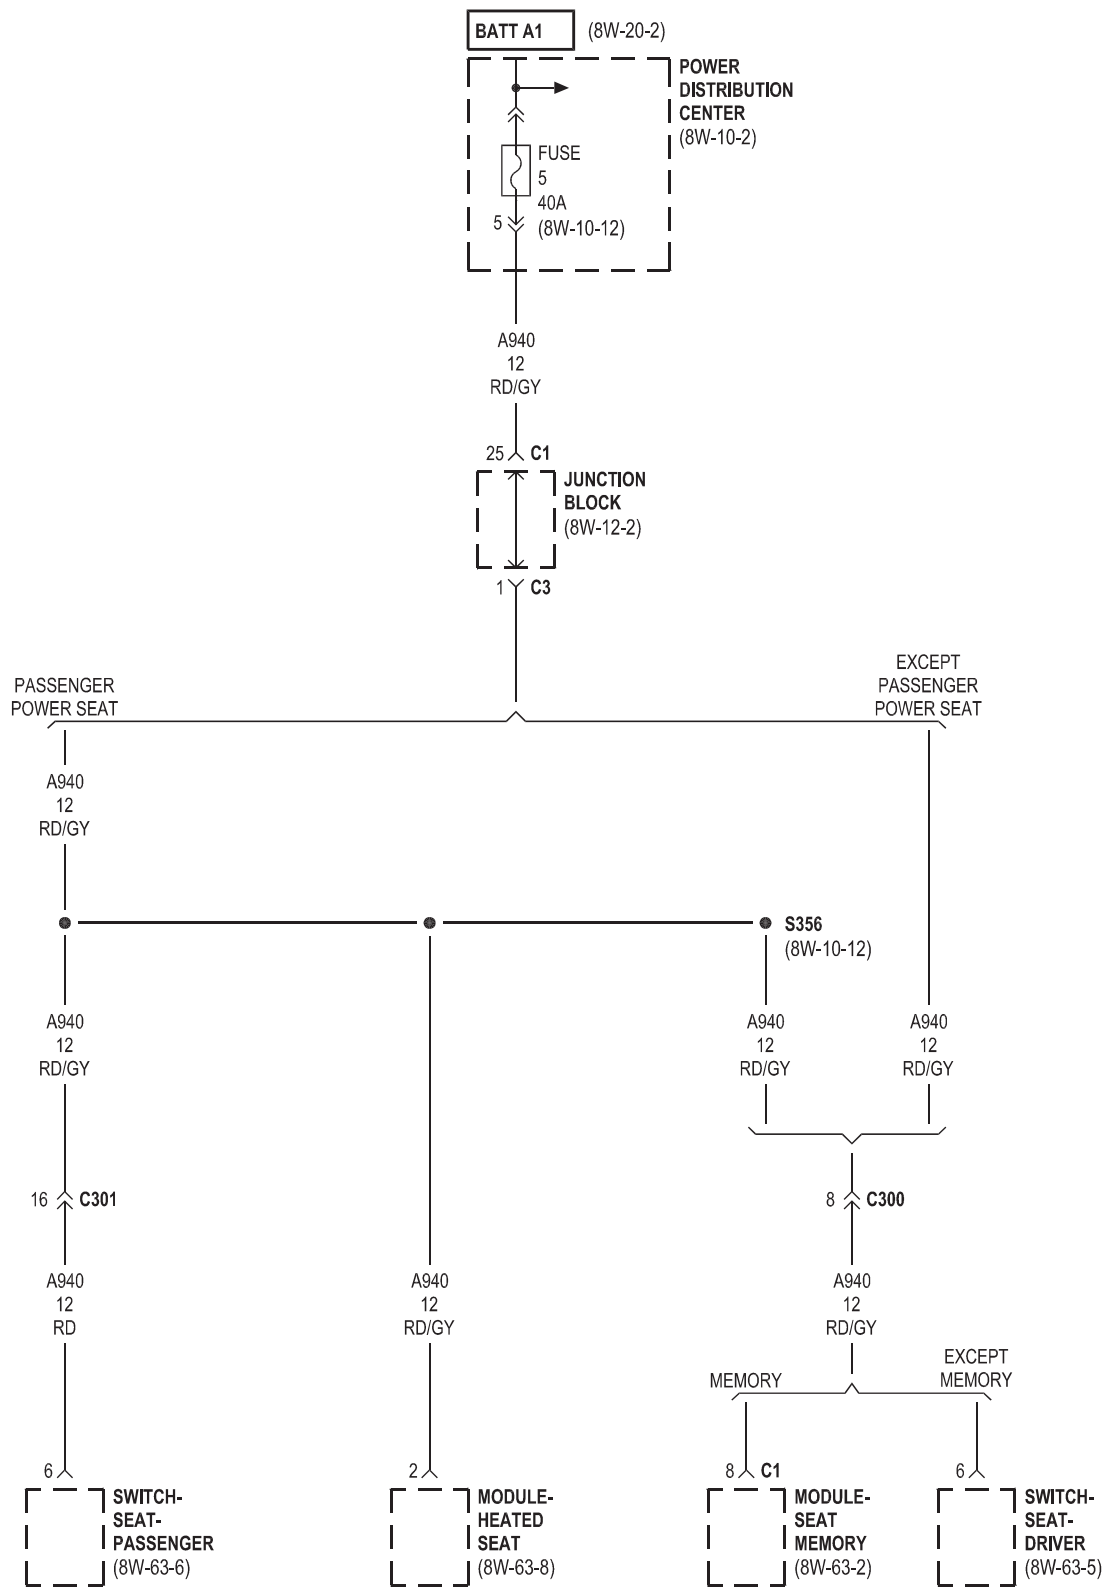 BATT A1 (8W-20-2)
POWER
DISTRIBUTION
CENTER
(8W-10-2)
FUSE
5
40A
5 (8W-10-12)
A940
12
RD/GY
25 C1
JUNCTION
BLOCK
(8W-12-2)
1 C3
PASSENGER
POWER SEAT
EXCEPT
PASSENGER
POWER SEAT
A940
12
RD/GY
S356
(8W-10-12)
A940
12
RD/GY
A940
12
RD/GY
A940
12
RD/GY
16 C301
8 C300
A940
12
RD
A940
12
RD/GY
A940
12
RD/GY
MEMORY
EXCEPT
MEMORY
6
2
8 C1
6
SWITCH-
SEAT-
PASSENGER
(8W-63-6)
MODULE-
HEATED
SEAT
(8W-63-8)
MODULE-
SEAT
MEMORY
(8W-63-2)
SWITCH-
SEAT-
DRIVER
(8W-63-5)